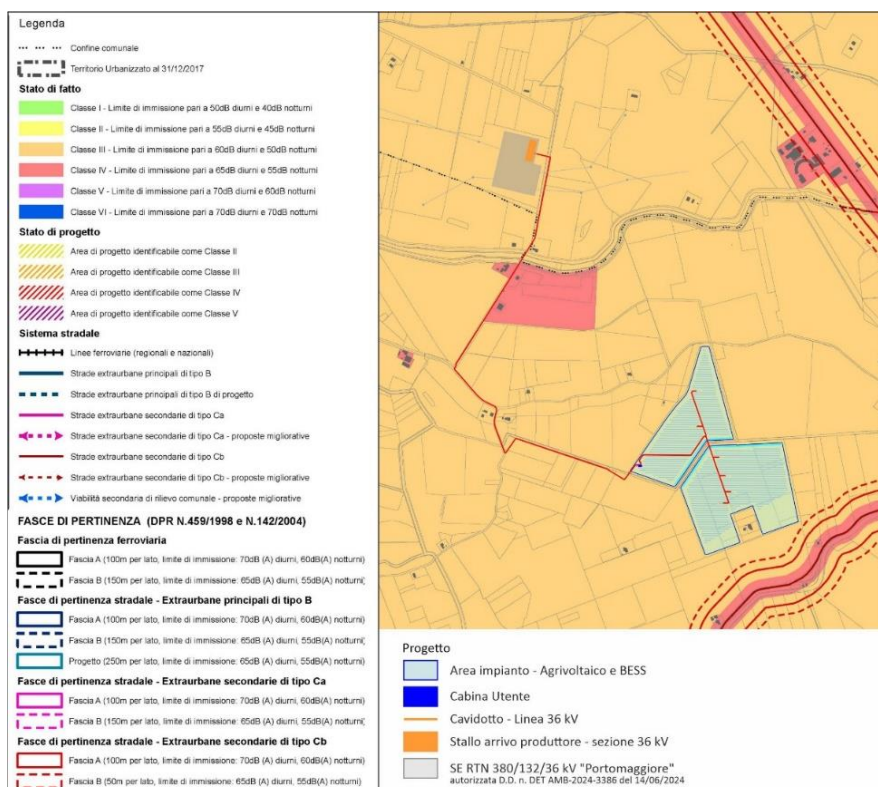 Legenda
Confine comunale
Territorio Urbanizzato al 31/12/2017
Stato di fatto
Classe I - Limite di immissione pari a 50dB diurni e 40dB notturni
Classe II - Limite di immissione pari a 55dB diurni e 45dB notturni
Classe III - Limite di immissione pari a 60dB diurni e 50dB notturni
Classe IV - Limite di immissione pari a 65dB diurni e 55dB notturni
Classe V - Limite di immissione pari a 70dB diurni e 60dB notturni
Classe VI - Limite di immissione pari a 70dB diurni e 70dB notturni
Stato di progetto
Area di progetto identificabile come Classe II
Area di progetto identificabile come Classe III
Area di progetto identificabile come Classe IV
Area di progetto identificabile come Classe V
Sistema stradale
Linee ferroviarie (regionali e nazionali)
Strade extraurbane principali di tipo B
Strade extraurbane principali di tipo B di progetto
Strade extraurbane secondarie di tipo Ca
Strade extraurbane secondarie di tipo Ca - proposte migliorative
Strade extraurbane secondarie di tipo Cb
Strade extraurbane secondarie di tipo Cb - proposte migliorative
Viabilità secondaria di rilievo comunale - proposte migliorative
FASCE DI PERTINENZA (DPR N.459/1998 e N.142/2004)
Fascia di pertinenza ferroviaria
Fascia A (100m per lato, limite di immissione: 70dB (A) diurni, 60dB(A) notturni)
Fascia B (150m per lato, limite di immissione: 65dB (A) diurni, 55dB(A) notturni)
Fasce di pertinenza stradale - Extraurbane principali di tipo B
Fascia A (100m per lato, limite di immissione: 70dB (A) diurni, 60dB(A) notturni)
Fascia B (150m per lato, limite di immissione: 65dB (A) diurni, 55dB(A) notturni)
Progetto (250m per lato, limite di immissione: 65dB (A) diurni, 55dB(A) notturni)
Fasce di pertinenza stradale - Extraurbane secondarie di tipo Ca
Fascia A (100m per lato, limite di immissione: 70dB (A) diurni, 60dB(A) notturni)
Fascia B (150m per lato, limite di immissione: 65dB (A) diurni, 55dB(A) notturni)
Fasce di pertinenza stradale - Extraurbane secondarie di tipo Cb
Fascia A (100m per lato, limite di immissione: 70dB (A) diurni, 60dB(A) notturni)
Fascia B (50m per lato, limite di immissione: 65dB (A) diurni, 55dB(A) notturni)
Progetto
Area impianto - Agrivoltaico e BESS
Cabina Utente
Cavidotto - Linea 36 kV
Stallo arrivo produttore - sezione 36 kV
SE RTN 380/132/36 kV "Portomaggiore"
autorizzata D.D. n. DET AMB-2024-3386 del 14/06/2024